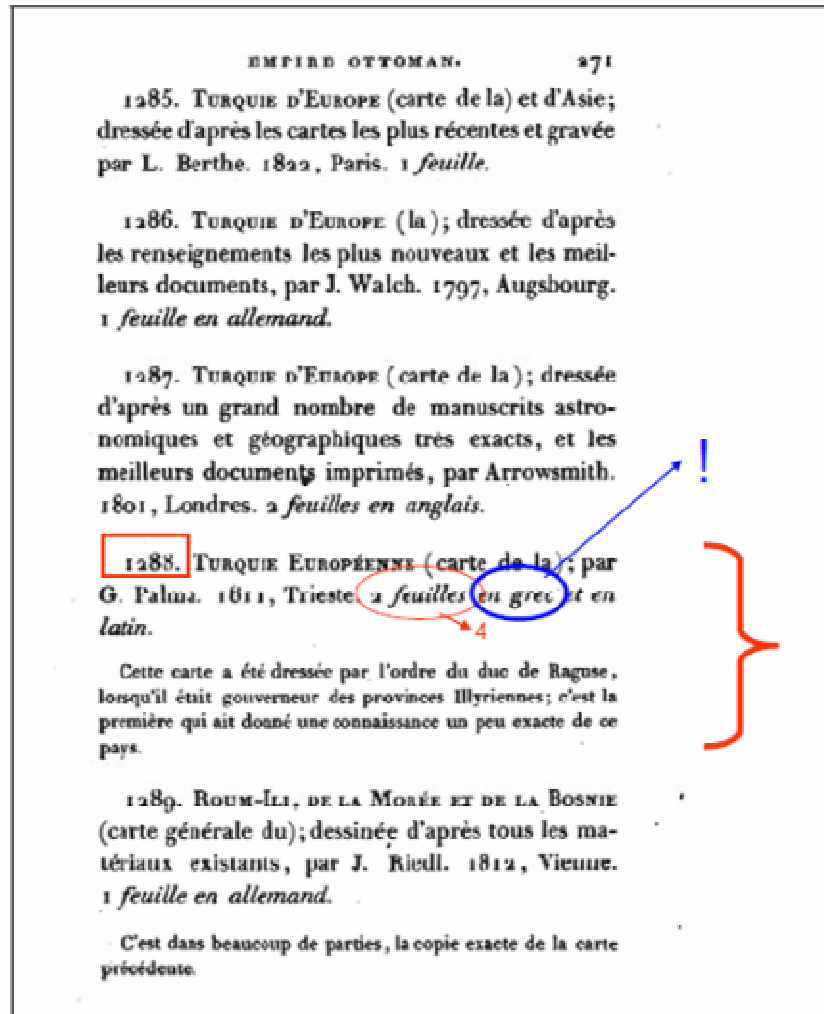 EMPIRE OTTOMAN. 271
1285. TURQUIE D'EUROPE (carte de la) et d'Asie;
dressée d'après les cartes les plus récentes et gravée
par L. Berthe. 1822, Paris. 1 feuille.
1286. TURQUIE D'EUROPE (la); dressée d'après
les renseignements les plus nouveaux et les meil-
leurs documents, par J. Walch. 1797, Augsbourg.
1 feuille en allemand.
1287. TURQUIE D'EUROPE (carte de la); dressée
d'après un grand nombre de manuscrits astro-
nomiques et géographiques très exacts, et les
meilleurs documents imprimés, par Arrowsmith.
1801, Londres. 2 feuilles en anglais.
!
1288. TURQUIE EUROPÉENNE (carte de la); par
G. Palma. 1811, Trieste. 2 feuilles en grec et en
latin.
4
Cette carte a été dressée par l'ordre du duc de Raguse,
lorsqu'il était gouverneur des provinces Illyriennes; c'est la
première qui ait donné une connaissance un peu exacte de ce
pays.
1289. ROUM-ILI, DE LA MORÉE ET DE LA BOSNIE
(carte générale du); dessinée d'après tous les ma-
tériaux existants, par J. Riedl. 1812, Vienne.
1 feuille en allemand.
C'est dans beaucoup de parties, la copie exacte de la carte
précédente.